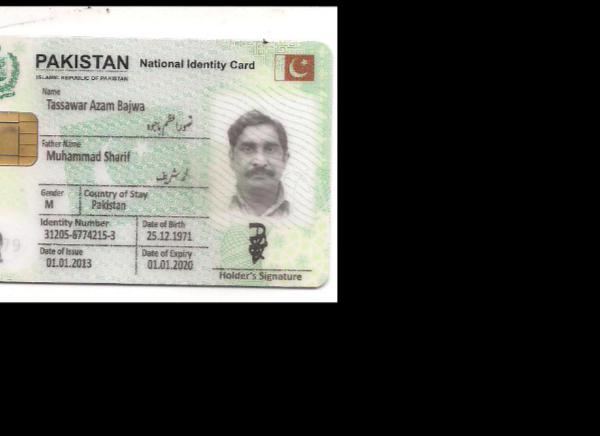 PAKISTAN National Identity Card
ISLAMIC REPUBLIC OF PAKISTAN
Name
Tassawar Azam Bajwa
تصور اعظم باجوہ
Father Name
Muhammad Sharif
محمد شریف
Gender Country of Stay
M Pakistan
Identity Number Date of Birth
31205-6774215-3 25.12.1971
Date of Issue Date of Expiry
01.01.2013 01.01.2020
Holder's Signature